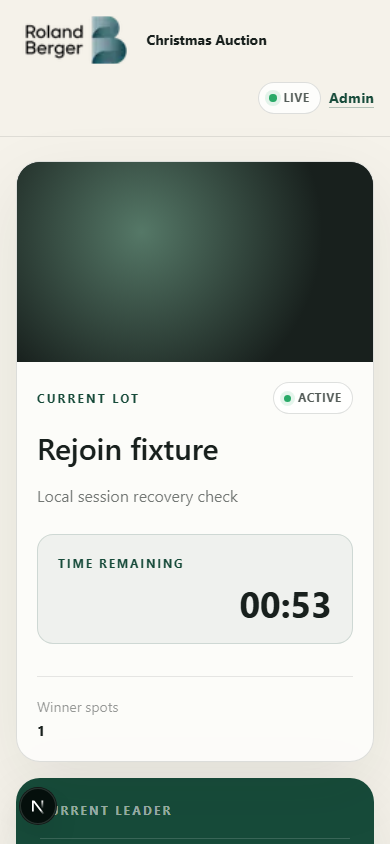 Roland
Berger
Christmas Auction
LIVE
Admin
CURRENT LOT
ACTIVE
Rejoin fixture
Local session recovery check
TIME REMAINING
00:53
Winner spots
1
N
RRENT LEADER